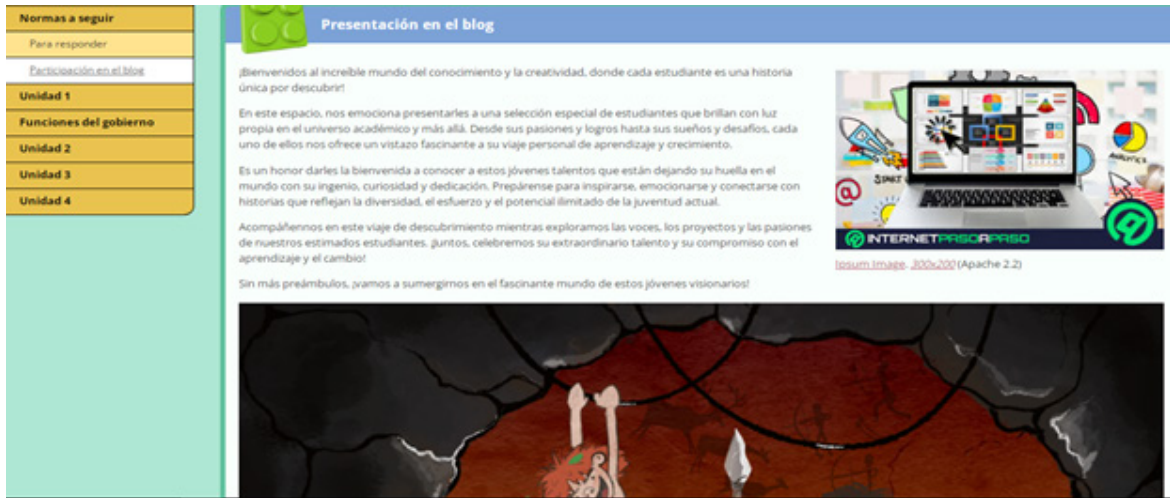 Normas a seguir
Para responder
Participación en el blog
Unidad 1
Funciones del gobierno
Unidad 2
Unidad 3
Unidad 4
Presentación en el blog
¡Bienvenidos al increíble mundo del conocimiento y la creatividad, donde cada estudiante es una historia
única por descubrir!
En este espacio, nos emociona presentarles a una selección especial de estudiantes que brillan con luz
propia en el universo académico y más allá. Desde sus pasiones y logros hasta sus sueños y desafíos, cada
uno de ellos nos ofrece un vistazo fascinante a su viaje personal de aprendizaje y crecimiento.
Es un honor darles la bienvenida a conocer a estos jóvenes talentos que están dejando su huella en el
mundo con su ingenio, curiosidad y dedicación. Prepárense para inspirarse, emocionarse y conectarse con
historias que reflejan la diversidad, el esfuerzo y el potencial ilimitado de la juventud actual.
Acompáñennos en este viaje de descubrimiento mientras exploramos las voces, los proyectos y las pasiones
de nuestros estimados estudiantes. ¡Juntos, celebremos su extraordinario talento y su compromiso con el
aprendizaje y el cambio!
Sin más preámbulos, ¡vamos a sumergirnos en el fascinante mundo de estos jóvenes visionarios!
START
ANALYTICS
INTERNETPASOAPASO
Ipsum Image. 300x200 (Apache 2.2)